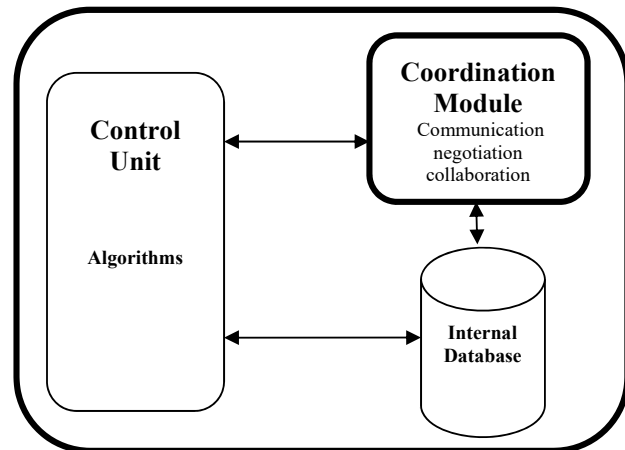 Control
Unit
Algorithms
Coordination
Module
Communication
negotiation
collaboration
Internal
Database